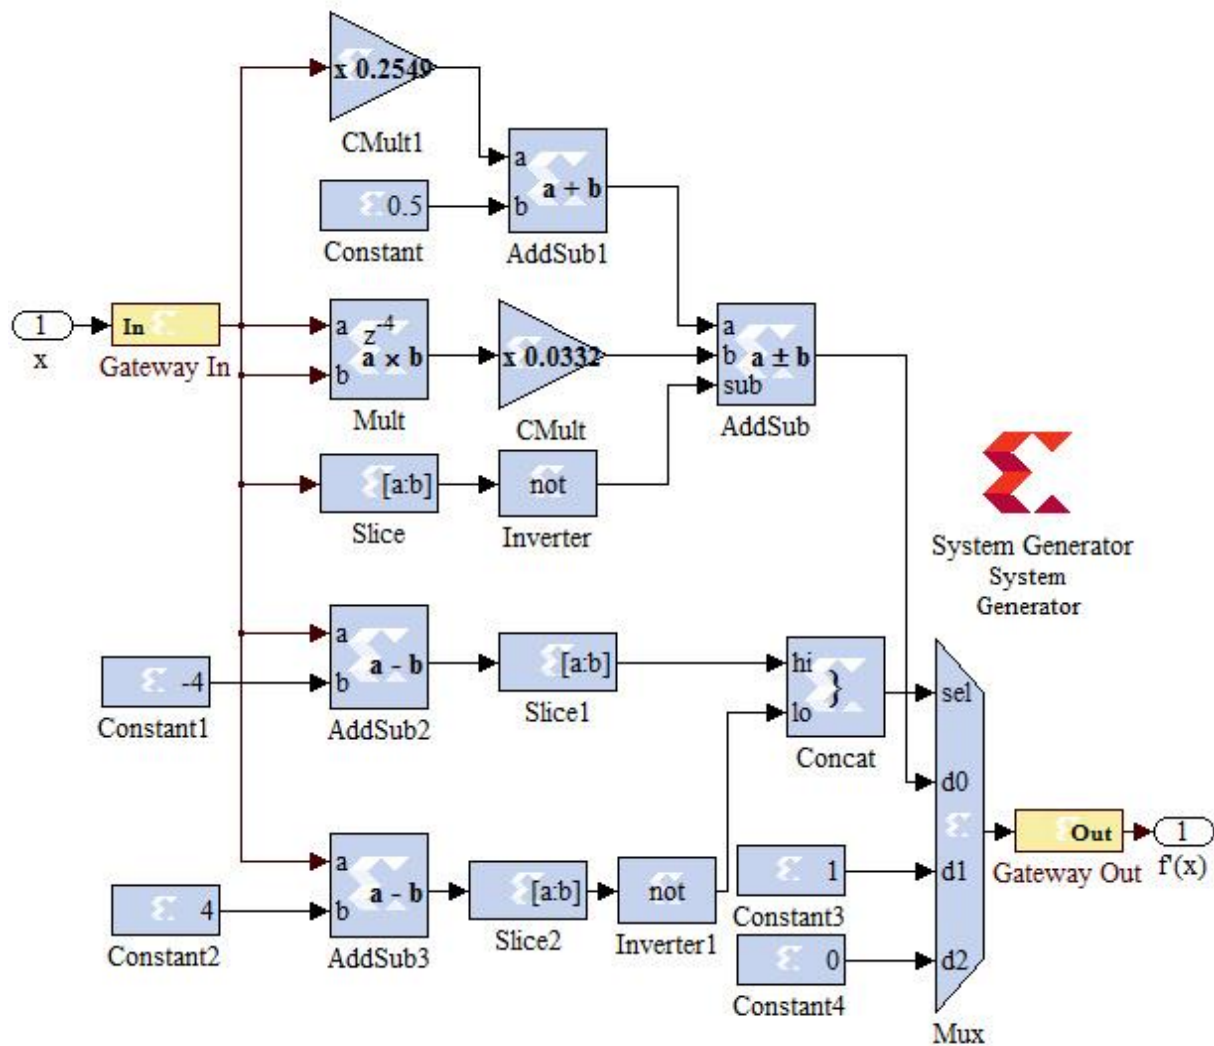 x 0.2549
CMult1
0.5
Constant
a
b
a + b
AddSub1
1
x
In
Gateway In
a
b
z-4
a × b
Mult
x 0.0332
CMult
a
b
sub
a ± b
AddSub
[a:b]
Slice
not
Inverter
System Generator
System
Generator
-4
Constant1
a
b
a - b
AddSub2
[a:b]
Slice1
hi
lo
}
Concat
sel
d0
d1
d2
Mux
4
Constant2
a
b
a - b
AddSub3
[a:b]
Slice2
not
Inverter1
1
Constant3
0
Constant4
Out
Gateway Out
1
f'(x)